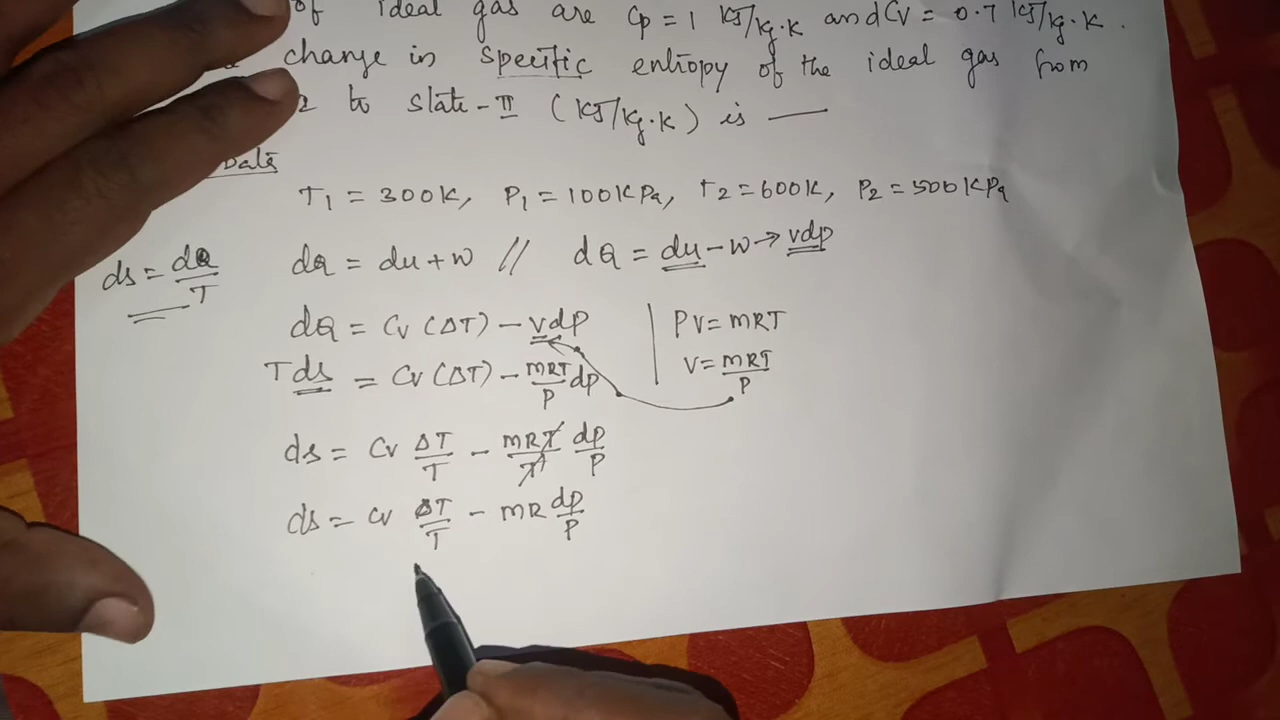 of ideal gas are Cp = 1 KJ/kg.K and Cv = 0.7 KJ/kg.K.
change in specific entropy of the ideal gas from
to state-II (KJ/kg.K) is —
Data
T1 = 300K, P1 = 100KPa, T2 = 600K, P2 = 500KPa
ds = dQ/T dQ = du + w // dQ = du - w → vdp
dQ = Cv (ΔT) - vdp | PV = mRT
Tds = Cv (ΔT) - mRT/P dp | V = mRT/P
ds = Cv ΔT/T - mRT/T dp/P
ds = Cv ΔT/T - mR dp/P